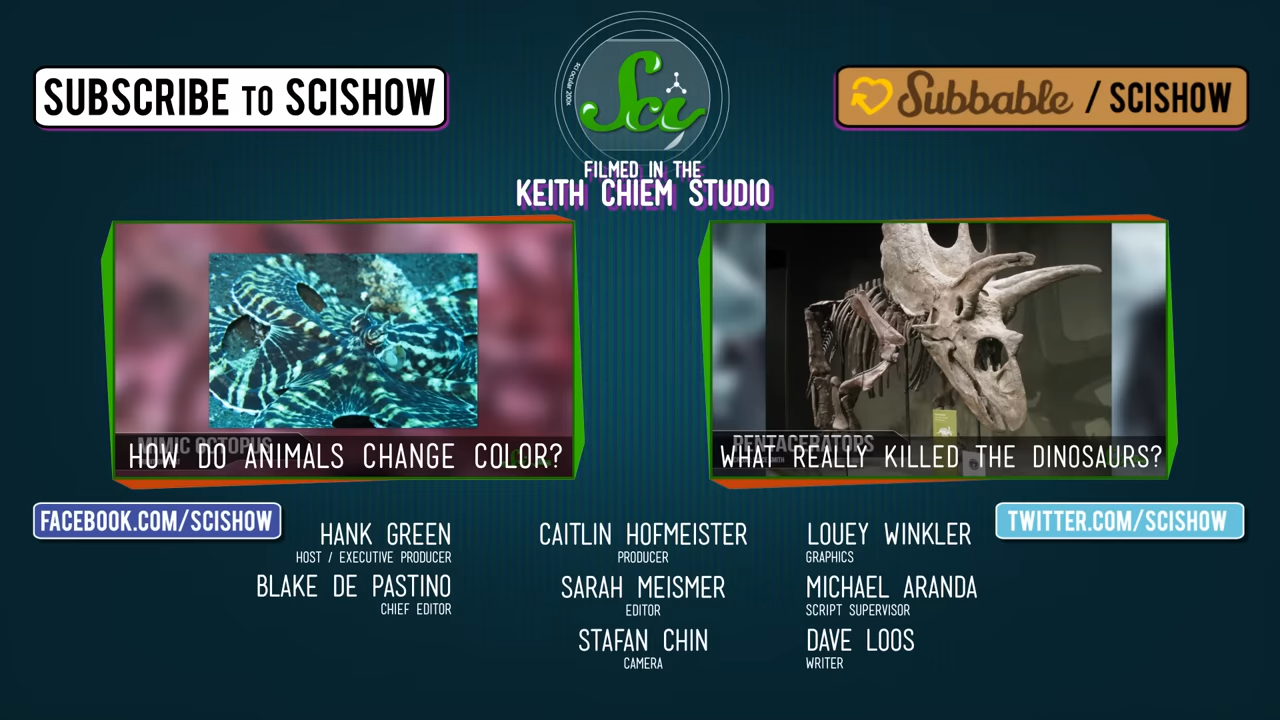 SUBSCRIBE TO SCISHOW
Sci
Subbable / SCISHOW
FILMED IN THE
KEITH CHIEM STUDIO
MIMIC OCTOPUS
HOW DO ANIMALS CHANGE COLOR?
PENTACERATORS
WHAT REALLY KILLED THE DINOSAURS?
FACEBOOK.COM/SCISHOW
TWITTER.COM/SCISHOW
HANK GREEN
HOST / EXECUTIVE PRODUCER
BLAKE DE PASTINO
CHIEF EDITOR
CAITLIN HOFMEISTER
PRODUCER
SARAH MEISMER
EDITOR
STAFAN CHIN
CAMERA
LOUEY WINKLER
GRAPHICS
MICHAEL ARANDA
SCRIPT SUPERVISOR
DAVE LOOS
WRITER